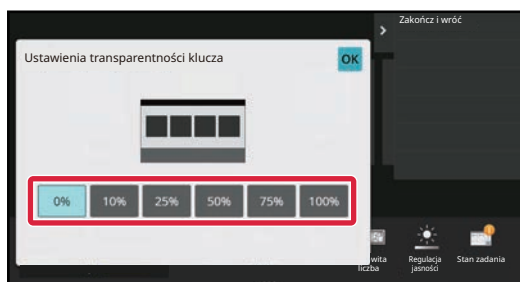 Zakończ i wróć
Ustawienia transparentności klucza
OK
0% 10% 25% 50% 75% 100%
wita
liczba
Regulacja
jasności
Stan zadania